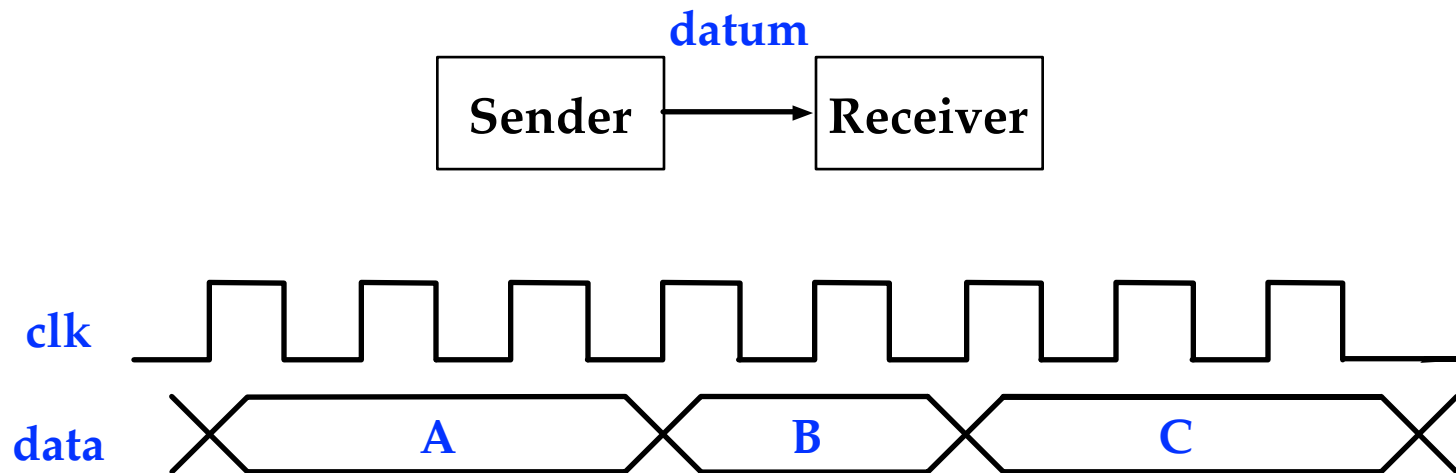 datum
Sender
Receiver
clk
data
A
B
C